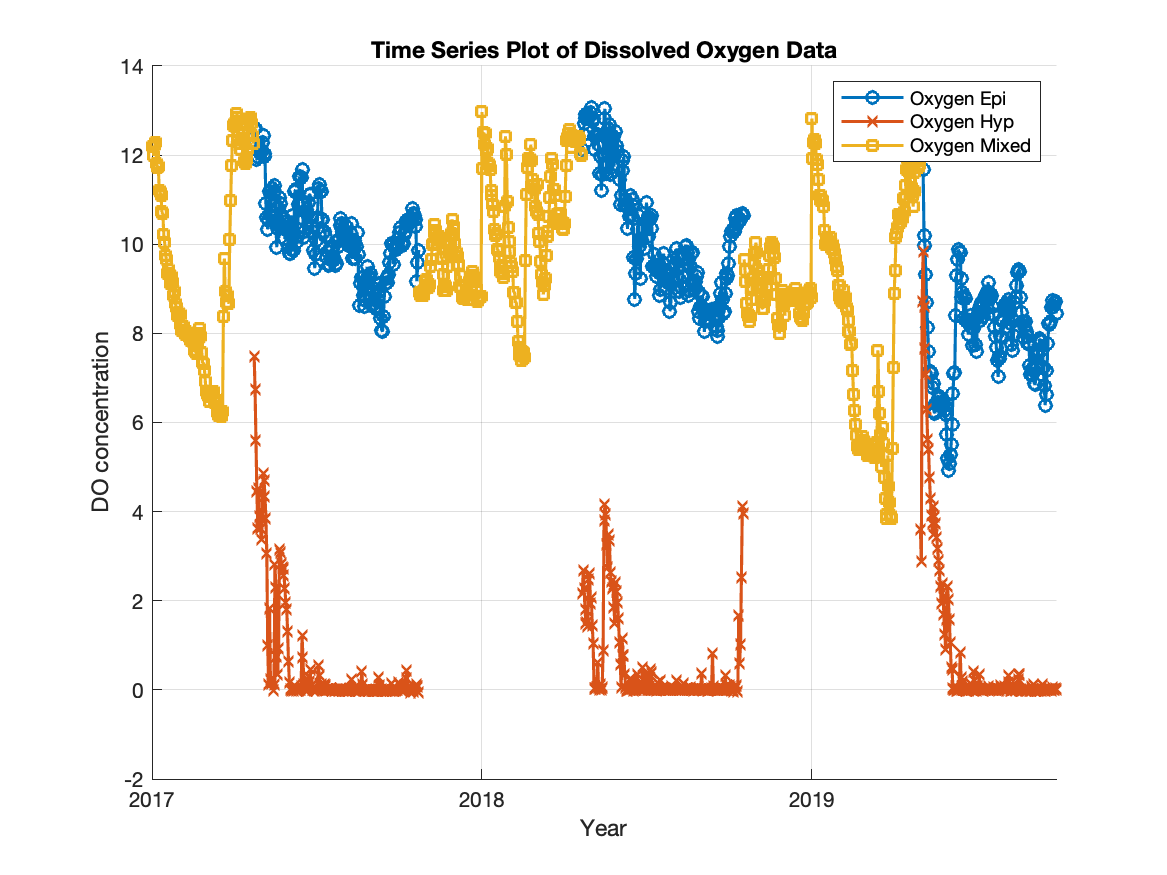 Time Series Plot of Dissolved Oxygen Data
14
12
10
8
6
4
2
0
-2
DO concentration
Oxygen Epi
Oxygen Hyp
Oxygen Mixed
2017
2018
2019
Year